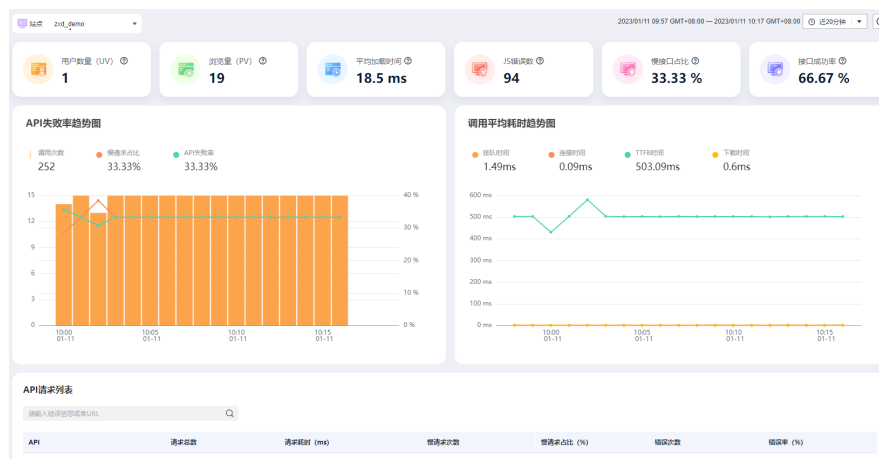 站点 zxd_demo
2023/01/11 09:57 GMT+08:00 — 2023/01/11 10:17 GMT+08:00 近20分钟
用户数量（UV）
1
浏览量（PV）
19
平均加载时间
18.5 ms
JS错误数
94
慢接口占比
33.33 %
接口成功率
66.67 %
API失败率趋势图
调用次数 慢请求占比 API失败率
252 33.33% 33.33%
15 40 %
12 30 %
9 20 %
6 10 %
3
0 0 %
10:00 10:05 10:10 10:15
01-11 01-11 01-11 01-11
调用平均耗时趋势图
排队时间 连接时间 TTFB时间 下载时间
1.49ms 0.09ms 503.09ms 0.6ms
600 ms
500 ms
400 ms
300 ms
200 ms
100 ms
0 ms
10:00 10:05 10:10 10:15
01-11 01-11 01-11 01-11
API请求列表
请输入错误信息或者URL
API 请求总数 请求耗时（ms） 慢请求次数 慢请求占比（%） 错误次数 错误率（%）